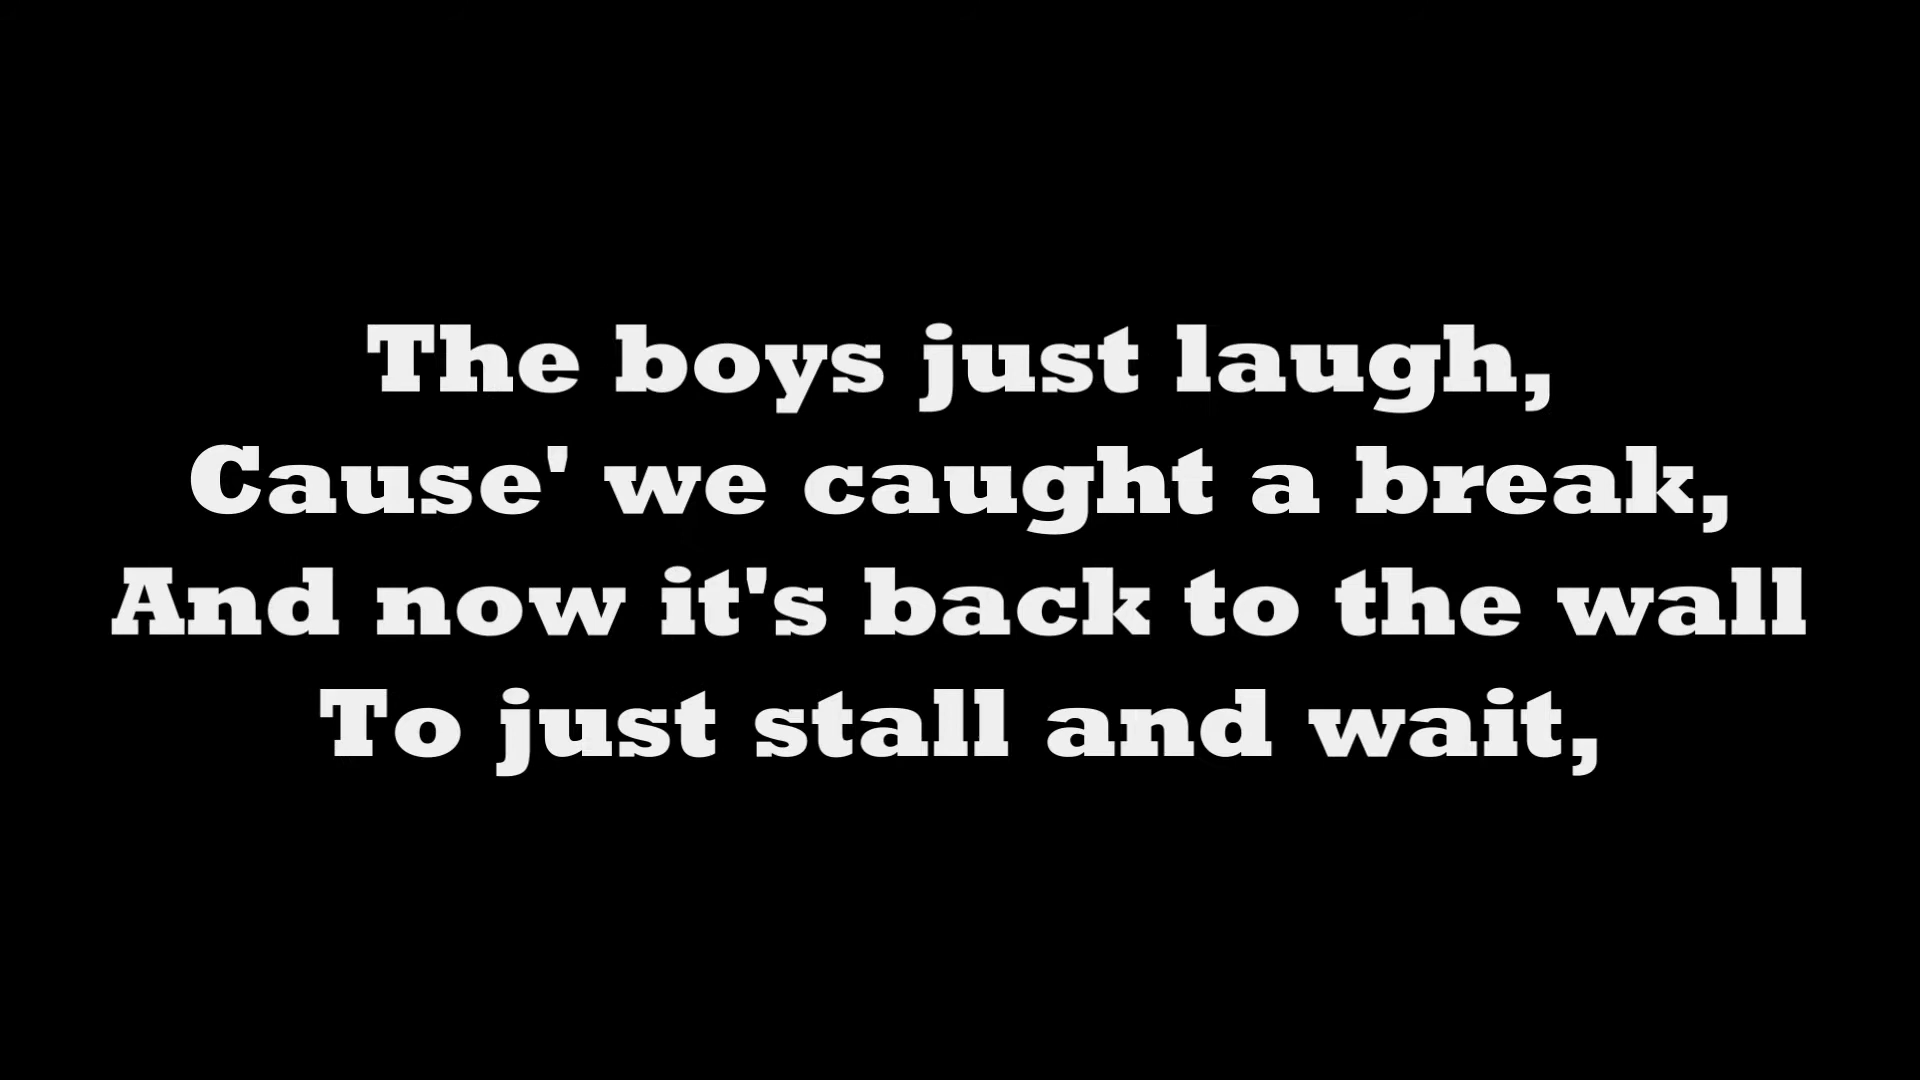 The boys just laugh,
Cause' we caught a break,
And now it's back to the wall
To just stall and wait,